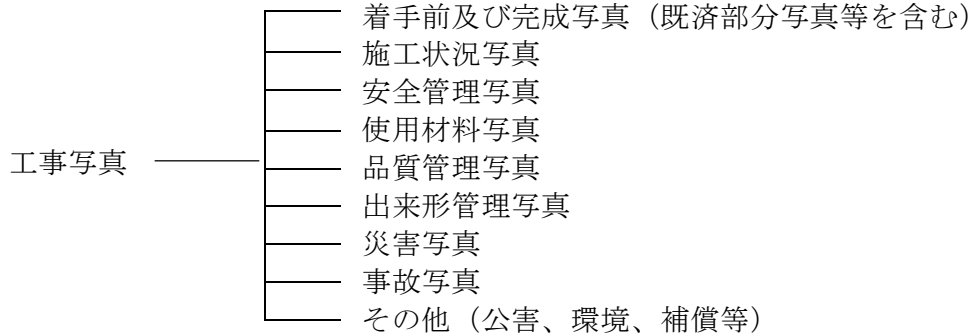 着手前及び完成写真（既済部分写真等を含む）
施工状況写真
安全管理写真
使用材料写真
工事写真
品質管理写真
出来形管理写真
災害写真
事故写真
その他（公害、環境、補償等）